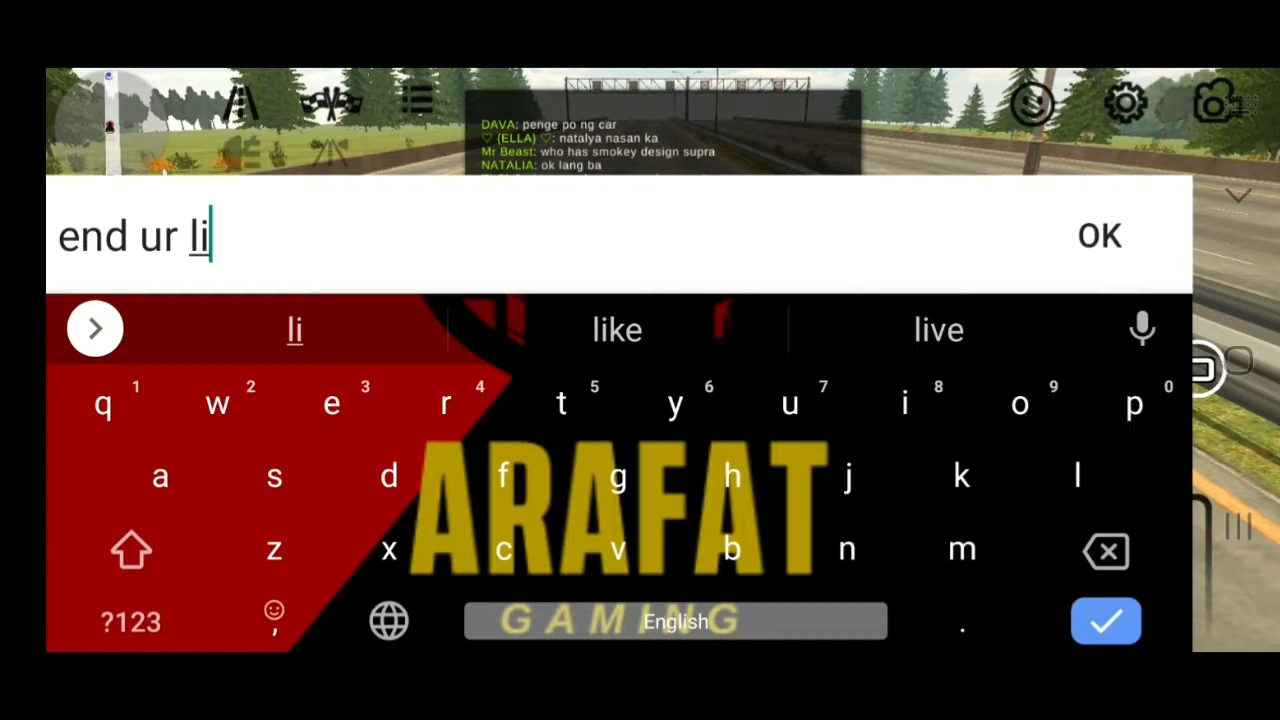 DAVA: penge po ng car
♡ (ELLA) ♡: natalya nasan ka
Mr Beast: who has smokey design supra
NATALIA: ok lang ba
end ur li
OK
li like live
q 1 w 2 e 3 r 4 t 5 y 6 u 7 i 8 o 9 p 0
a s d f g h j k l
ARAFAT
z x c v b n m
?123 , English .
GAMING